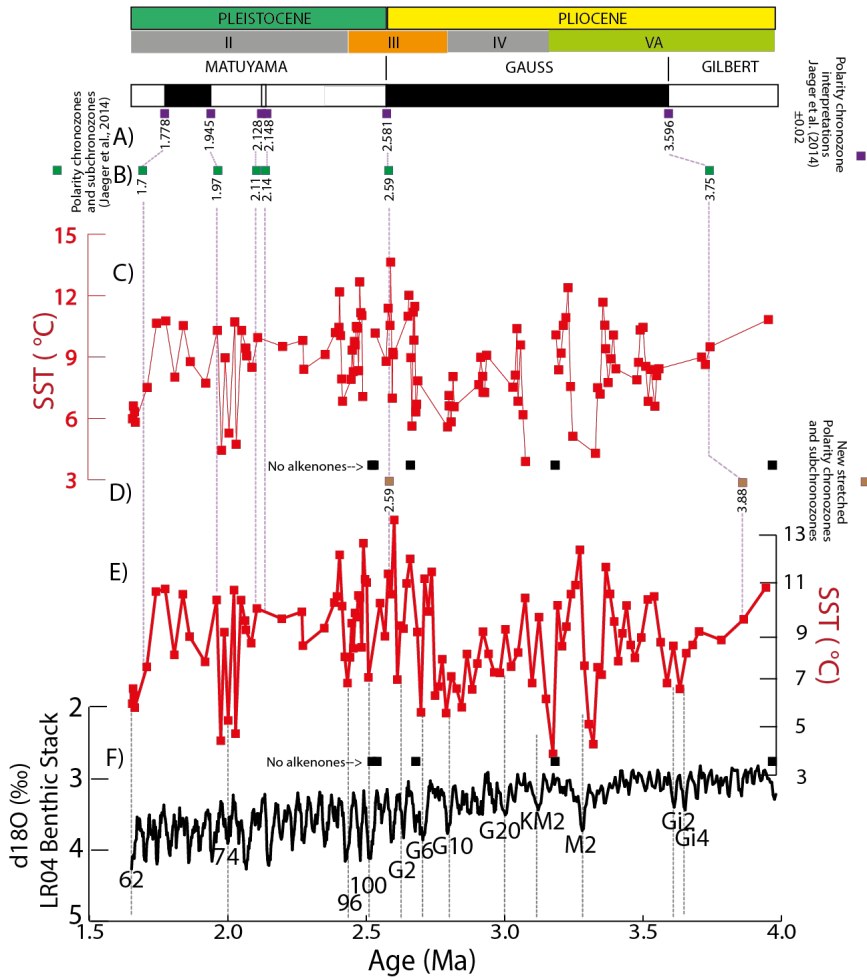 PLEISTOCENE PLIOCENE
II III IV VA
MATUYAMA GAUSS GILBERT
Polarity chronozone
interpretations
Jaeger et al. (2014)
±0.02
A)
1.778 1.945 2.128 2.148 2.581 3.596
Polarity chronozones
and subchronozones
(Jaeger et al., 2014)
B)
1.7 1.97 2.11 2.14 2.59 3.75
C)
SST ( °C)
15
12
9
6
3
No alkenones-->
New stretched
Polarity chronozones
and subchronozones
D)
2.59 3.88
E)
13
11
9
7
5
3
SST ( °C)
No alkenones-->
F)
d18O (‰)
LR04 Benthic Stack
2
3
4
5
62 74 96 100 G2 G6 G10 G20 KM2 M2 Gi2 Gi4
1.5 2.0 2.5 3.0 3.5 4.0
Age (Ma)